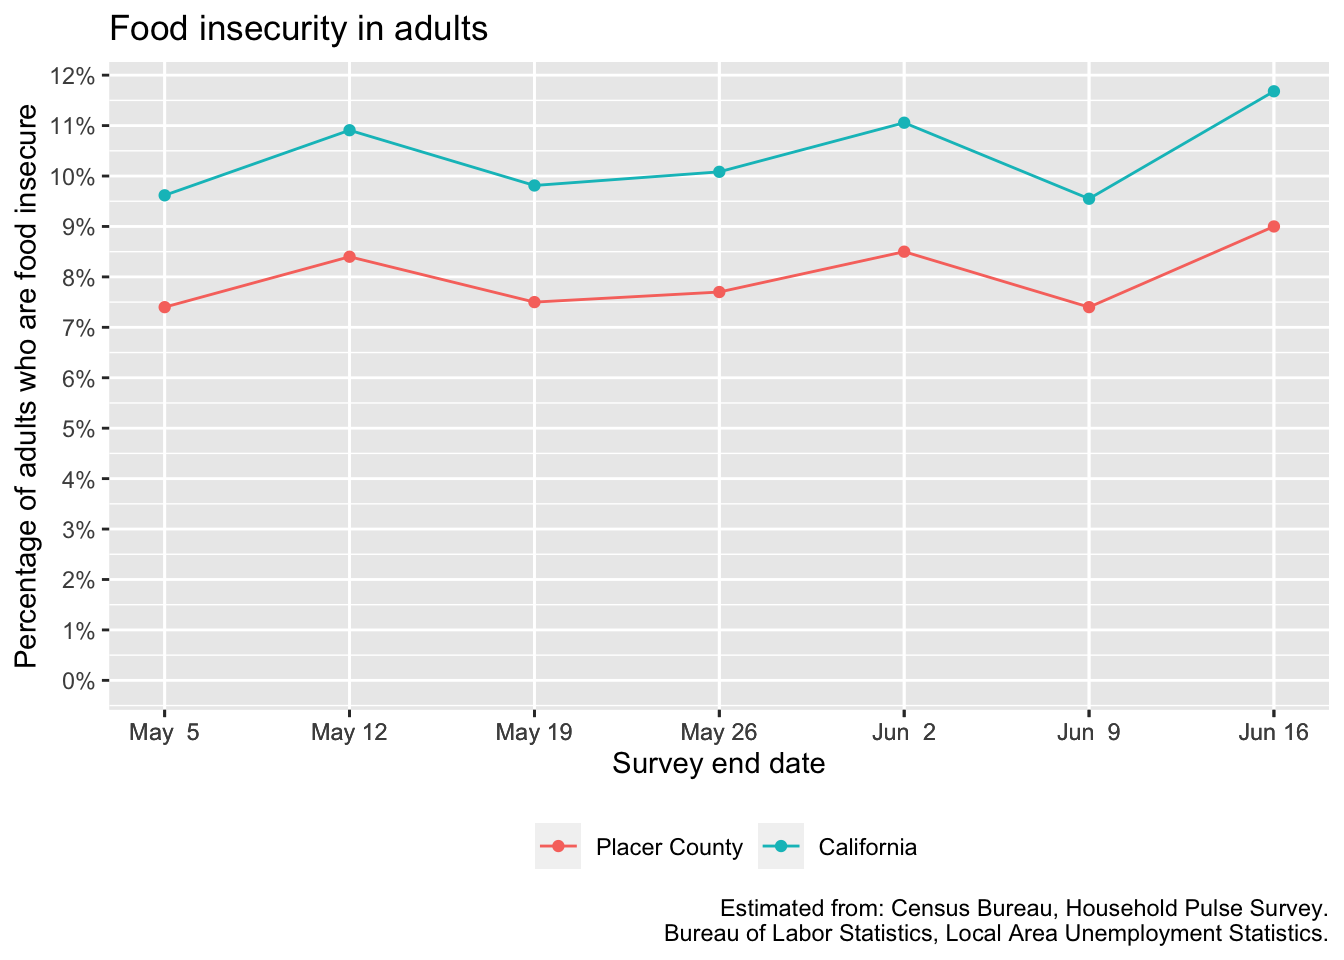 Food insecurity in adults
Percentage of adults who are food insecure
12%
11%
10%
9%
8%
7%
6%
5%
4%
3%
2%
1%
0%
May  5 May 12 May 19 May 26 Jun  2 Jun  9 Jun 16
Survey end date
Placer County California
Estimated from: Census Bureau, Household Pulse Survey.
Bureau of Labor Statistics, Local Area Unemployment Statistics.